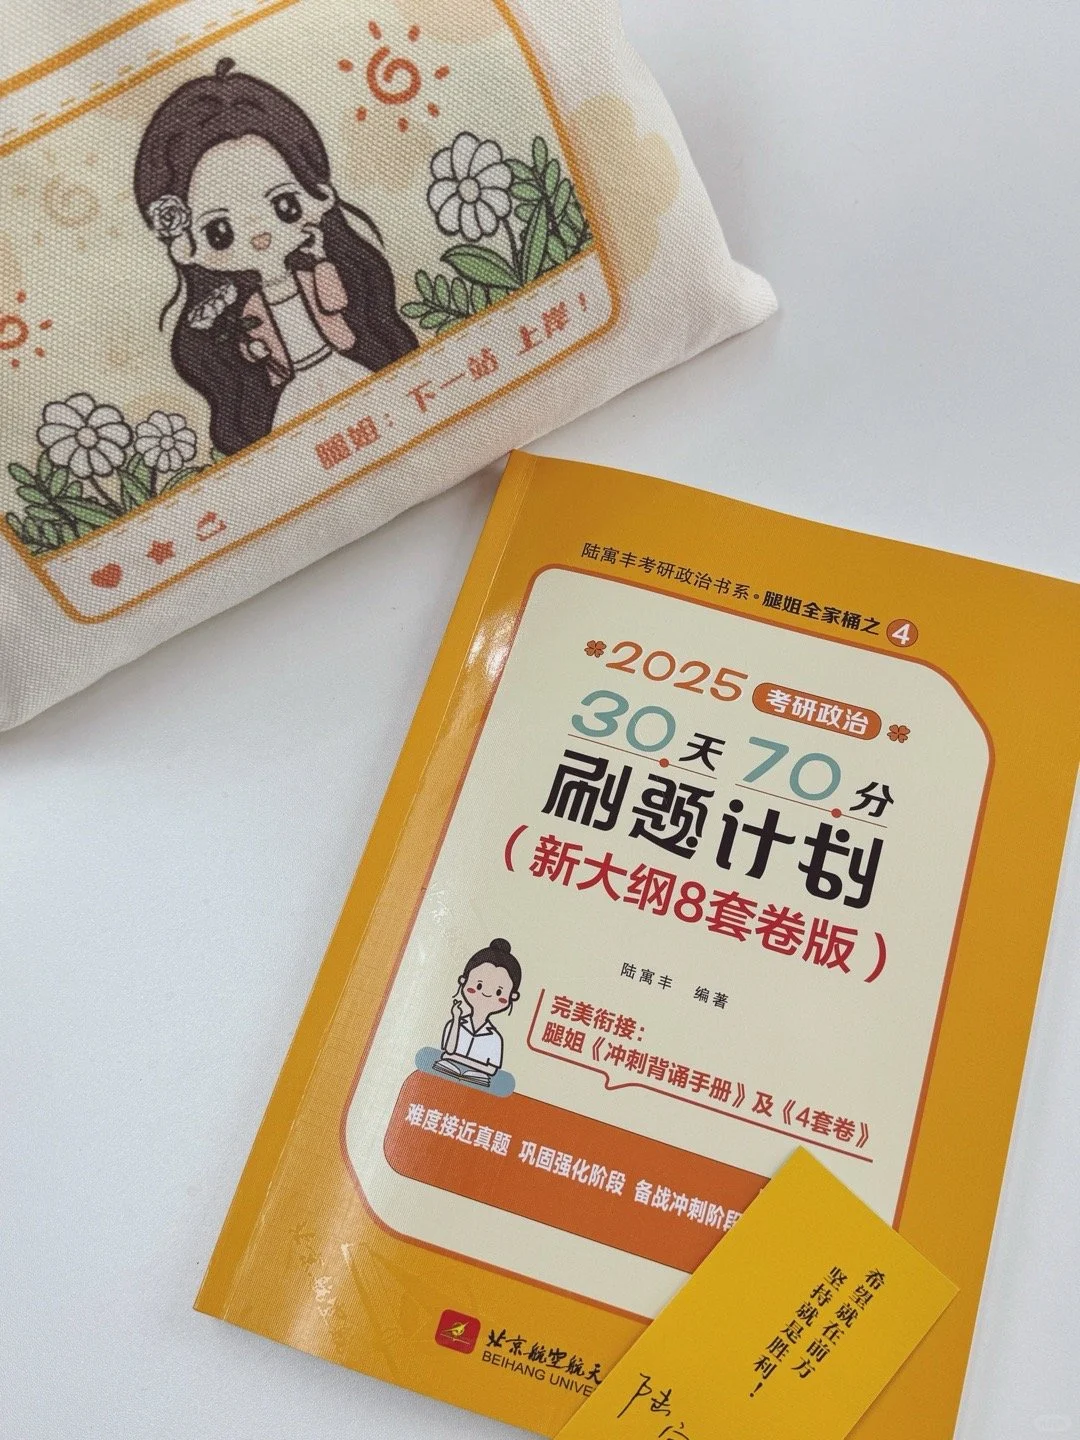 腿姐：下一站 上岸！
陆寓丰考研政治书系·腿姐全家桶之4
2025 考研政治
30天70分
刷题计划
（新大纲8套卷版）
陆寓丰 编著
完美衔接：
腿姐《冲刺背诵手册》及《4套卷》
难度接近真题 巩固强化阶段 备战冲刺阶段
北京航空航天
BEIHANG UNIVE
希望就在前方
坚持就是胜利！
陆